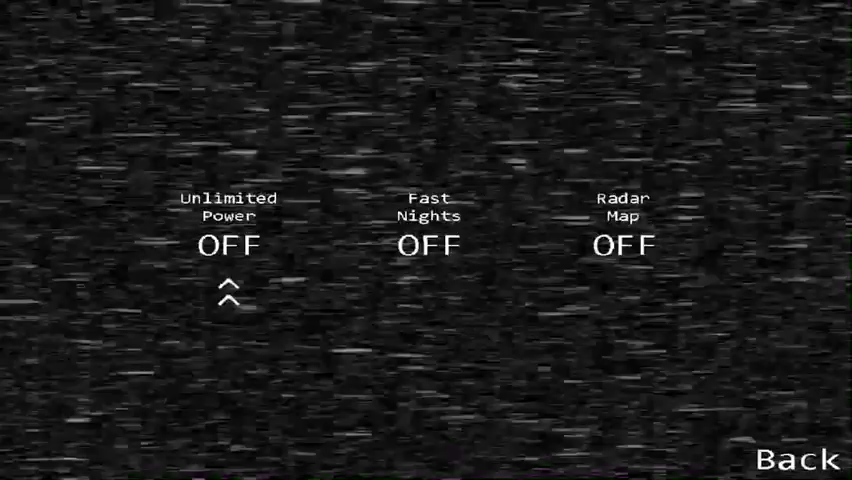 Unlimited
Power
OFF
Fast
Nights
OFF
Radar
Map
OFF
Back